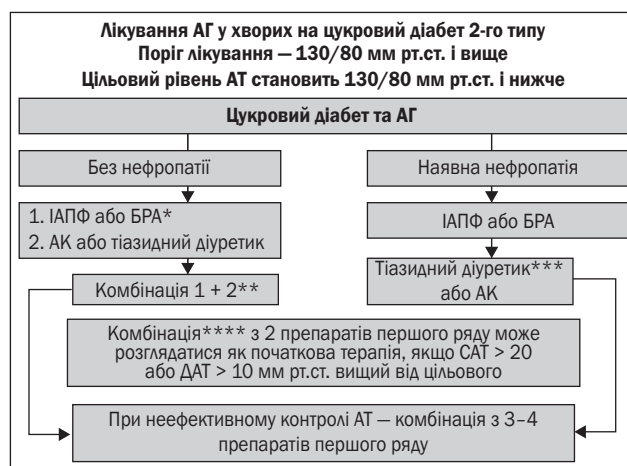 Лікування АГ у хворих на цукровий діабет 2-го типу
Поріг лікування — 130/80 мм рт.ст. і вище
Цільовий рівень АТ становить 130/80 мм рт.ст. і нижче
Цукровий діабет та АГ
Без нефропатії
Наявна нефропатія
1. ІАПФ або БРА*
2. АК або тіазидний діуретик
ІАПФ або БРА
Комбінація 1 + 2**
Тіазидний діуретик***
або АК
Комбінація**** з 2 препаратів першого ряду може
розглядатися як початкова терапія, якщо САТ > 20
або ДАТ > 10 мм рт.ст. вищий від цільового
При неефективному контролі АТ — комбінація з 3–4
препаратів першого ряду